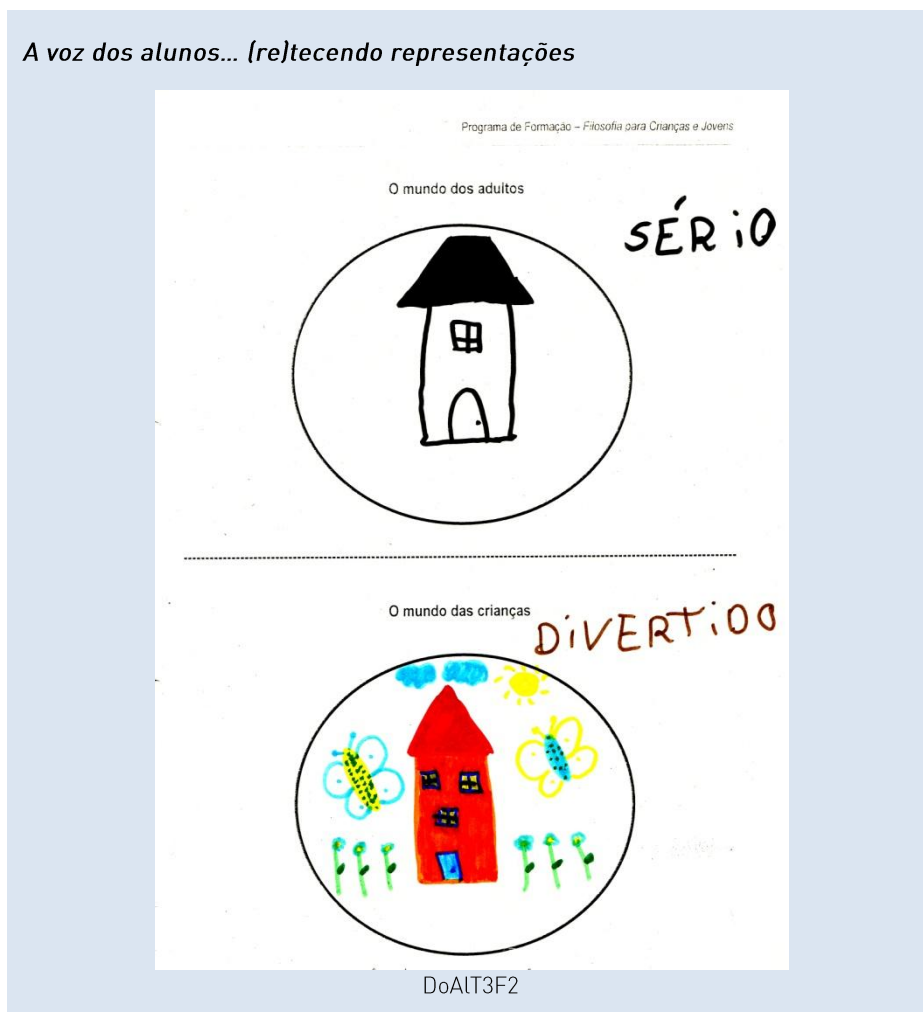 A voz dos alunos... (re)tecendo representações
Programa de Formação – Filosofia para Crianças e Jovens
O mundo dos adultos
SÉRiO
O mundo das crianças
DiVERTiDO
DoAlT3F2